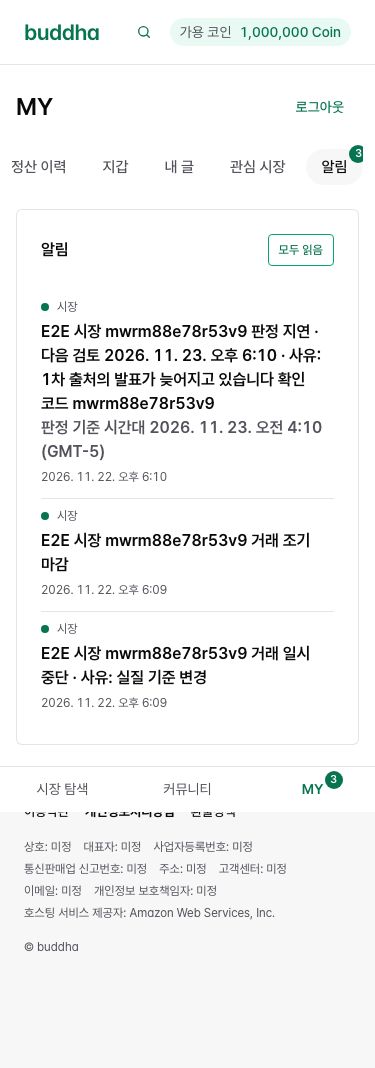 buddha
가용 코인 1,000,000 Coin
MY
로그아웃
정산 이력 지갑 내 글 관심 시장 알림 3
알림
모두 읽음
시장
E2E 시장 mwrm88e78r53v9 판정 지연 ·
다음 검토 2026. 11. 23. 오후 6:10 · 사유:
1차 출처의 발표가 늦어지고 있습니다 확인
코드 mwrm88e78r53v9
판정 기준 시간대 2026. 11. 23. 오전 4:10
(GMT-5)
2026. 11. 22. 오후 6:10
시장
E2E 시장 mwrm88e78r53v9 거래 조기
마감
2026. 11. 22. 오후 6:09
시장
E2E 시장 mwrm88e78r53v9 거래 일시
중단 · 사유: 실질 기준 변경
2026. 11. 22. 오후 6:09
시장 탐색 커뮤니티 MY 3
상호: 미정 대표자: 미정 사업자등록번호: 미정
통신판매업 신고번호: 미정 주소: 미정 고객센터: 미정
이메일: 미정 개인정보 보호책임자: 미정
호스팅 서비스 제공자: Amazon Web Services, Inc.
© buddha